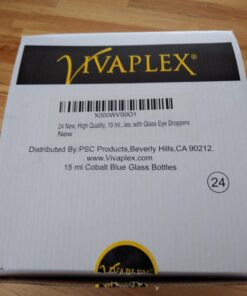 VIVAPLEX®
X000WVS0O1
24 New, High Quality, 15 ml...les, with Glass Eye Droppers
New
Distributed By:PSC Products,Beverly Hills,CA 90212.
www.Vivaplex.com
15 ml Cobalt Blue Glass Bottles
24
VIVAPLEX